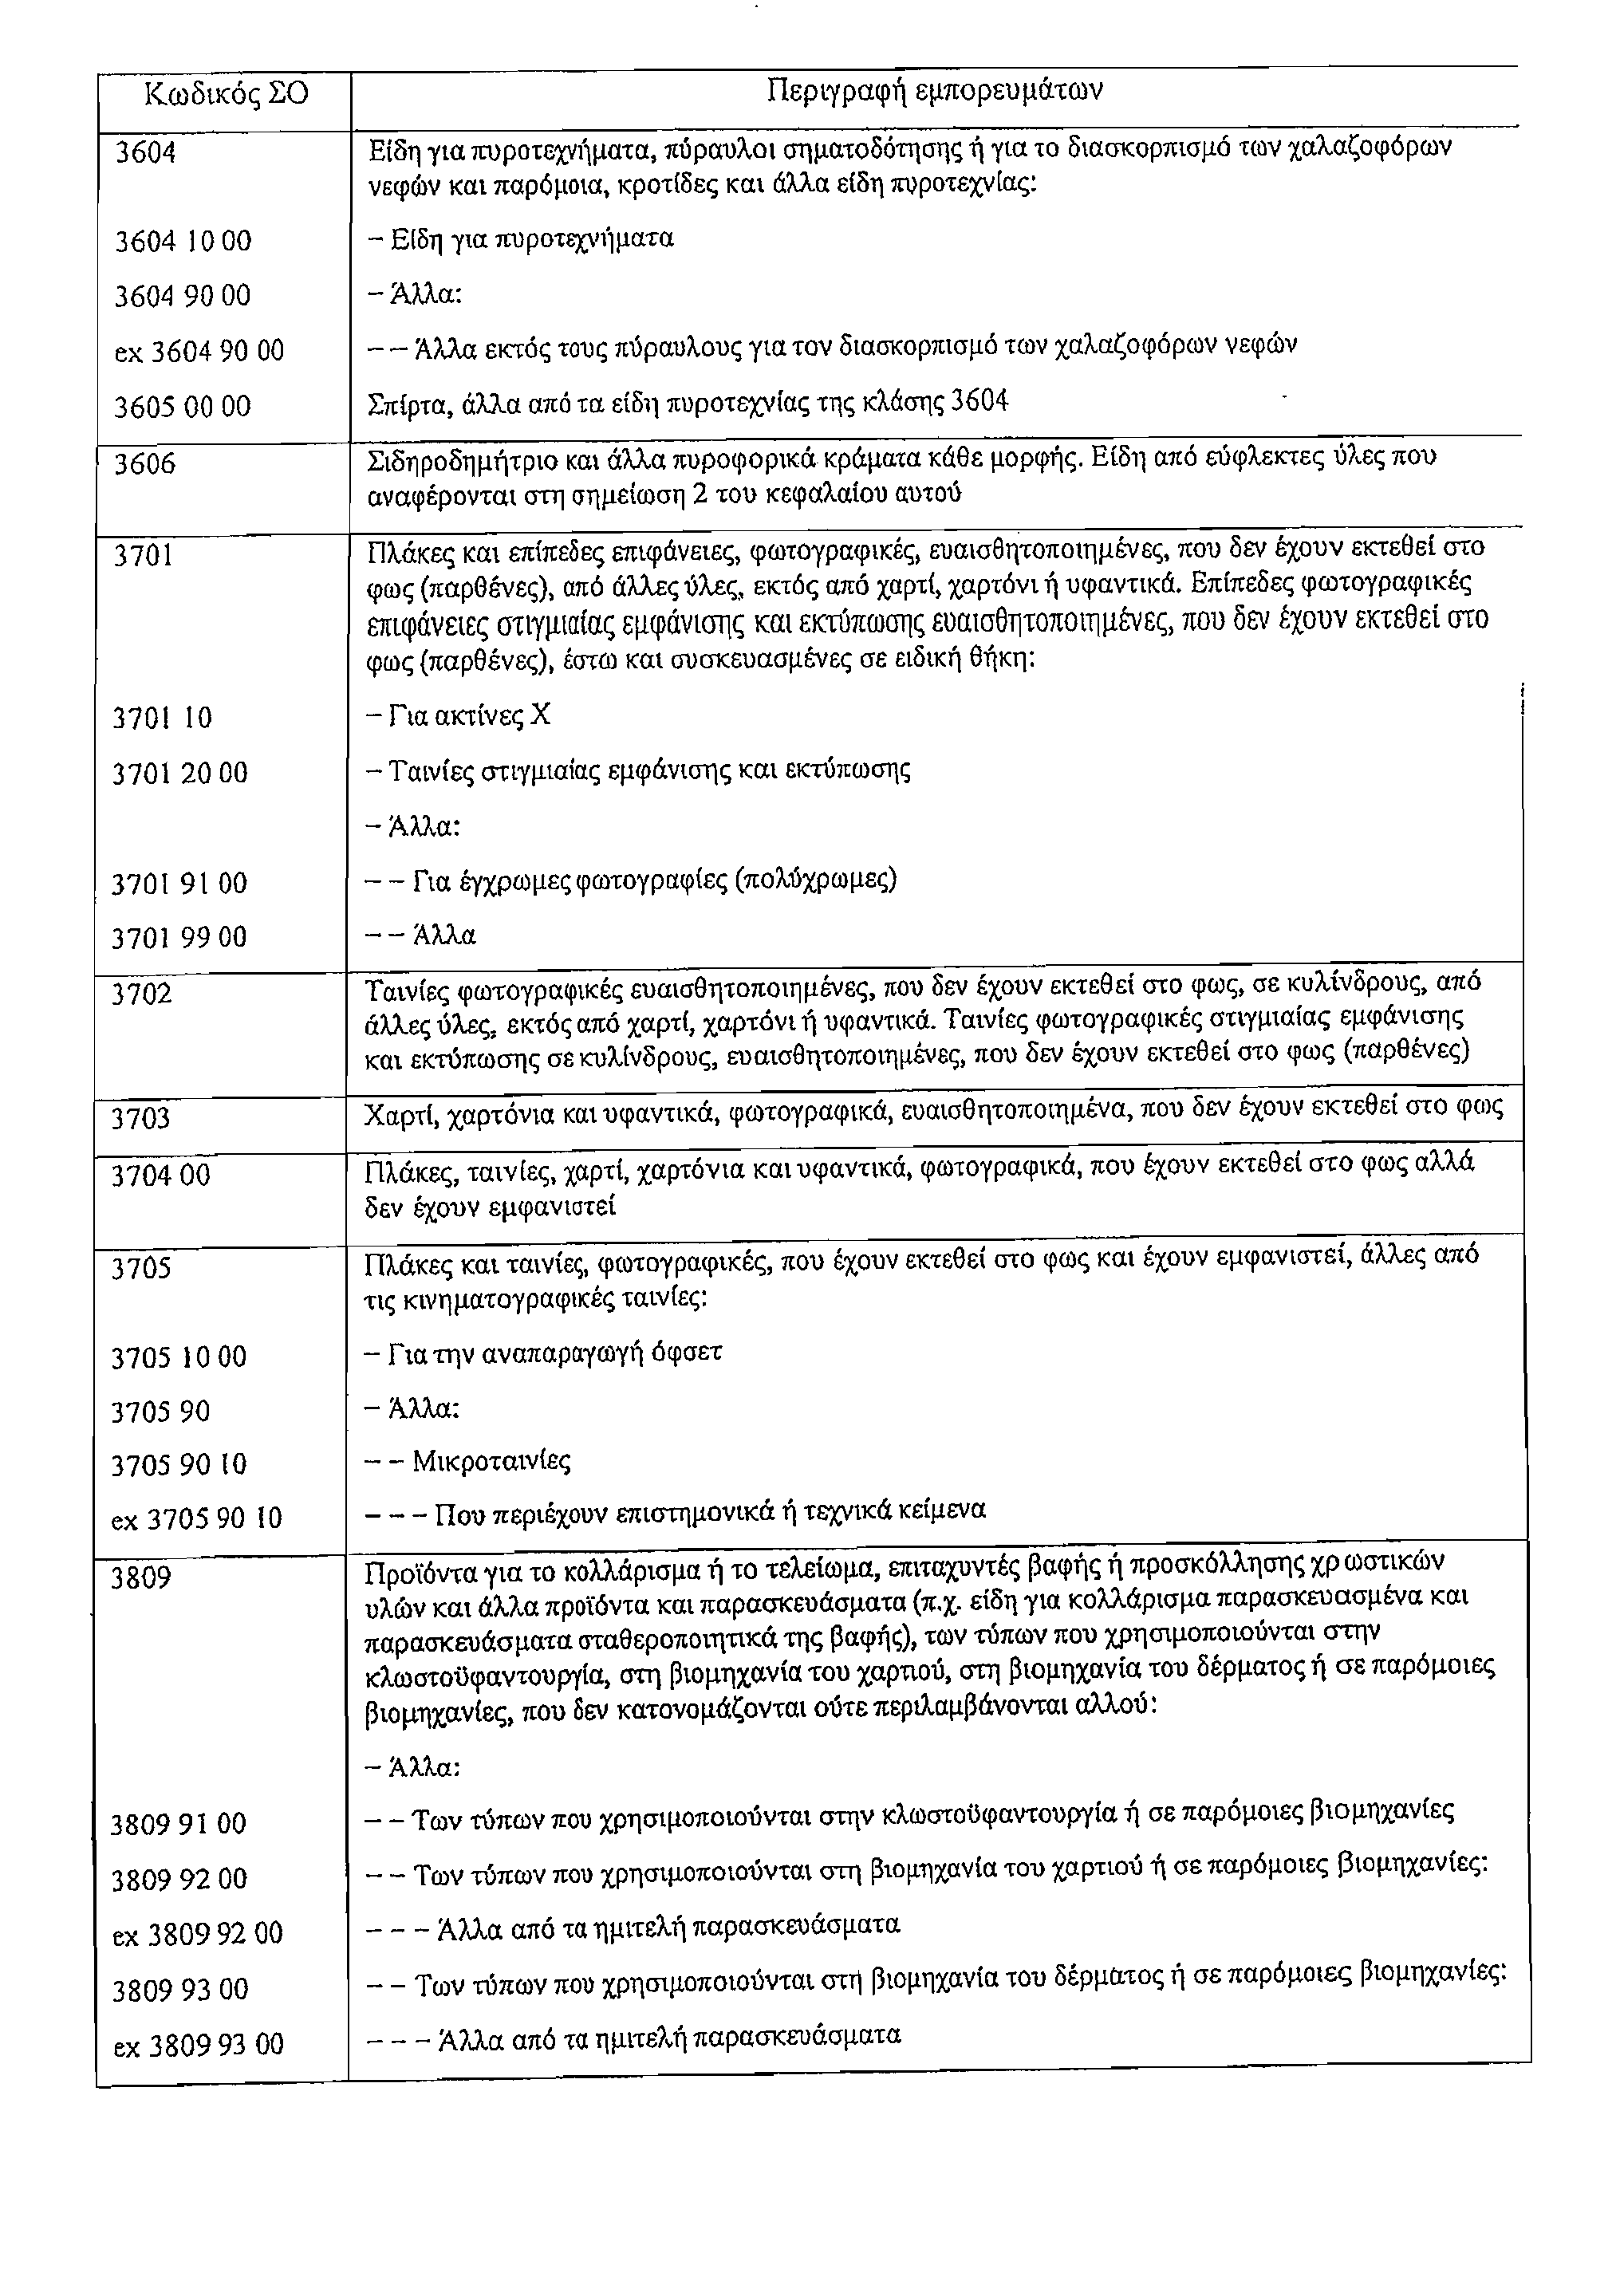 Κωδικός ΣΟ Περιγραφή εμπορευμάτων
3604 Είδη για πυροτεχνήματα, πύραυλοι σηματοδότησης ή για το διασκορπισμό των χαλαζοφόρων
νεφών και παρόμοια, κροτίδες και άλλα είδη πυροτεχνίας:
3604 10 00 – Είδη για πυροτεχνήματα
3604 90 00 – Άλλα:
ex 3604 90 00 – – Άλλα εκτός τους πύραυλους για τον διασκορπισμό των χαλαζοφόρων νεφών
3605 00 00 Σπίρτα, άλλα από τα είδη πυροτεχνίας της κλάσης 3604
3606 Σιδηροδημήτριο και άλλα πυροφορικά κράματα κάθε μορφής. Είδη από εύφλεκτες ύλες που
αναφέρονται στη σημείωση 2 του κεφαλαίου αυτού
3701 Πλάκες και επίπεδες επιφάνειες, φωτογραφικές, ευαισθητοποιημένες, που δεν έχουν εκτεθεί στο
φως (παρθένες), από άλλες ύλες, εκτός από χαρτί, χαρτόνι ή υφαντικά. Επίπεδες φωτογραφικές
επιφάνειες στιγμιαίας εμφάνισης και εκτύπωσης ευαισθητοποιημένες, που δεν έχουν εκτεθεί στο
φως (παρθένες), έστω και συσκευασμένες σε ειδική θήκη:
3701 10 – Για ακτίνες Χ
3701 20 00 – Ταινίες στιγμιαίας εμφάνισης και εκτύπωσης
– Άλλα:
3701 91 00 – – Για έγχρωμες φωτογραφίες (πολύχρωμες)
3701 99 00 – – Άλλα
3702 Ταινίες φωτογραφικές ευαισθητοποιημένες, που δεν έχουν εκτεθεί στο φως, σε κυλίνδρους, από
άλλες ύλες, εκτός από χαρτί, χαρτόνι ή υφαντικά. Ταινίες φωτογραφικές στιγμιαίας εμφάνισης
και εκτύπωσης σε κυλίνδρους, ευαισθητοποιημένες, που δεν έχουν εκτεθεί στο φως (παρθένες)
3703 Χαρτί, χαρτόνια και υφαντικά, φωτογραφικά, ευαισθητοποιημένα, που δεν έχουν εκτεθεί στο φως
3704 00 Πλάκες, ταινίες, χαρτί, χαρτόνια και υφαντικά, φωτογραφικά, που έχουν εκτεθεί στο φως αλλά
δεν έχουν εμφανιστεί
3705 Πλάκες και ταινίες, φωτογραφικές, που έχουν εκτεθεί στο φως και έχουν εμφανιστεί, άλλες από
τις κινηματογραφικές ταινίες:
3705 10 00 – Για την αναπαραγωγή όφσετ
3705 90 – Άλλα:
3705 90 10 – – Μικροταινίες
ex 3705 90 10 – – – Που περιέχουν επιστημονικά ή τεχνικά κείμενα
3809 Προϊόντα για το κολλάρισμα ή το τελείωμα, επιταχυντές βαφής ή προσκόλλησης χρωστικών
υλών και άλλα προϊόντα και παρασκευάσματα (π.χ. είδη για κολλάρισμα παρασκευασμένα και
παρασκευάσματα σταθεροποιητικά της βαφής), των τύπων που χρησιμοποιούνται στην
κλωστοϋφαντουργία, στη βιομηχανία του χαρτιού, στη βιομηχανία του δέρματος ή σε παρόμοιες
βιομηχανίες, που δεν κατονομάζονται ούτε περιλαμβάνονται αλλού:
– Άλλα:
3809 91 00 – – Των τύπων που χρησιμοποιούνται στην κλωστοϋφαντουργία ή σε παρόμοιες βιομηχανίες
3809 92 00 – – Των τύπων που χρησιμοποιούνται στη βιομηχανία του χαρτιού ή σε παρόμοιες βιομηχανίες:
ex 3809 92 00 – – – Άλλα από τα ημιτελή παρασκευάσματα
3809 93 00 – – Των τύπων που χρησιμοποιούνται στη βιομηχανία του δέρματος ή σε παρόμοιες βιομηχανίες:
ex 3809 93 00 – – – Άλλα από τα ημιτελή παρασκευάσματα